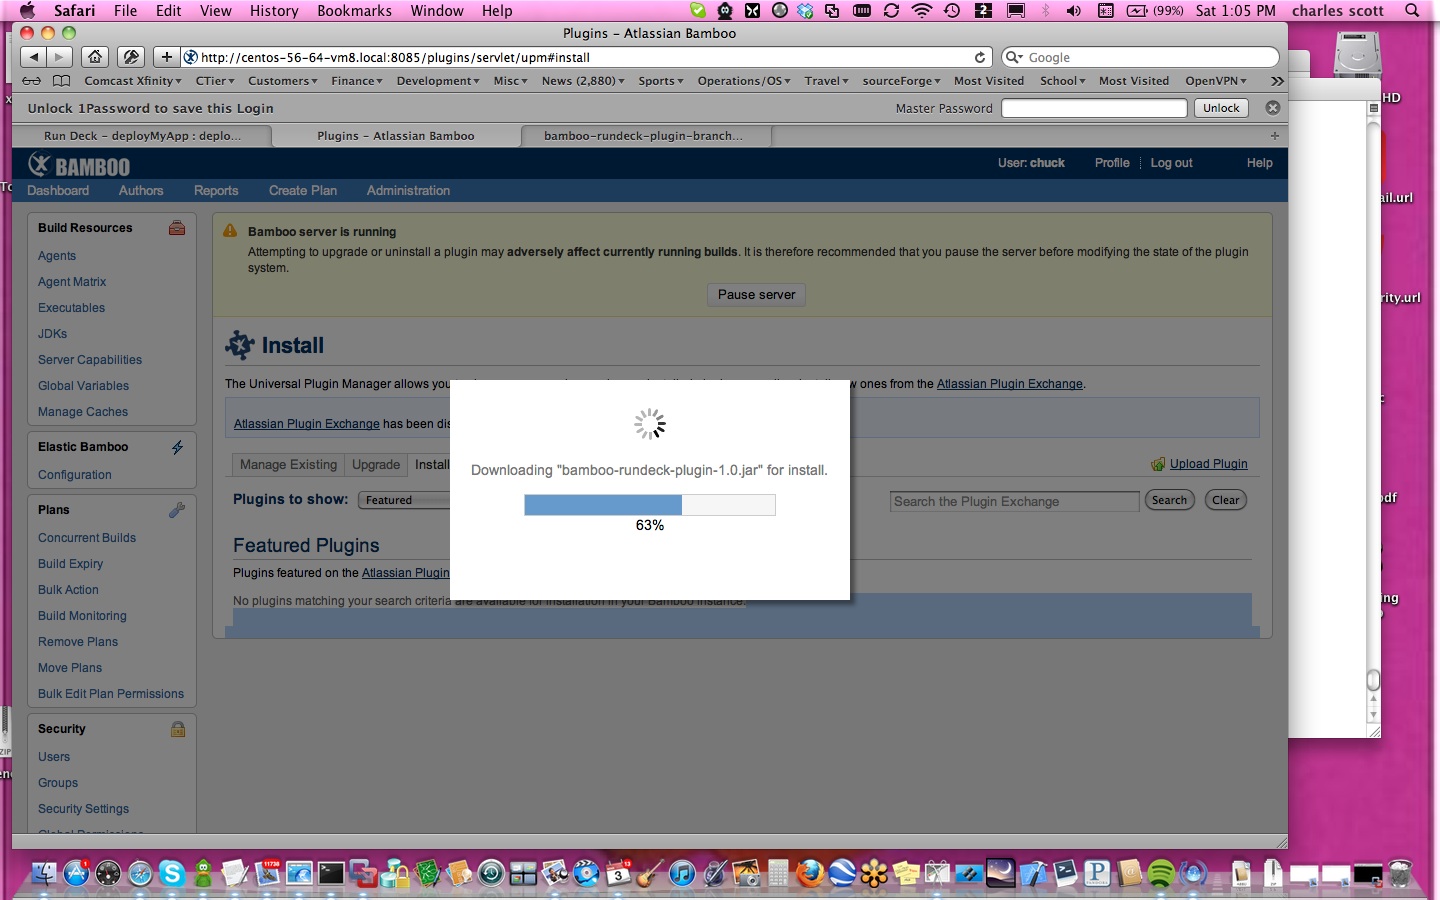 Safari File Edit View History Bookmarks Window Help 2 (99%) Sat 1:05 PM charles scott
Plugins – Atlassian Bamboo
http://centos-56-64-vm8.local:8085/plugins/servlet/upm#install
Google
Comcast Xfinity CTier Customers Finance Development Misc News (2,880) Sports Operations/OS Travel sourceForge Most Visited School Most Visited OpenVPN
HD
Unlock 1Password to save this Login
Master Password
Unlock
Run Deck – deployMyApp : deplo...
Plugins – Atlassian Bamboo
bamboo-rundeck-plugin-branch...
BAMBOO
User: chuck Profile Log out Help
Dashboard Authors Reports Create Plan Administration
ail.url
rity.url
Build Resources
Agents
Agent Matrix
Executables
JDKs
Server Capabilities
Global Variables
Manage Caches
Elastic Bamboo
Configuration
Plans
Concurrent Builds
Build Expiry
Bulk Action
Build Monitoring
Remove Plans
Move Plans
Bulk Edit Plan Permissions
Security
Users
Groups
Security Settings
Bamboo server is running
Attempting to upgrade or uninstall a plugin may adversely affect currently running builds. It is therefore recommended that you pause the server before modifying the state of the plugin
system.
Pause server
Install
The Universal Plugin Manager allows you
w ones from the Atlassian Plugin Exchange.
Atlassian Plugin Exchange has been dis
Manage Existing Upgrade Install
Upload Plugin
Plugins to show: Featured
Search the Plugin Exchange
Search
Clear
Featured Plugins
Plugins featured on the Atlassian Plugin
No plugins matching your search criteria are available for installation in your Bamboo instance.
Downloading "bamboo-rundeck-plugin-1.0.jar" for install.
63%
df
ing